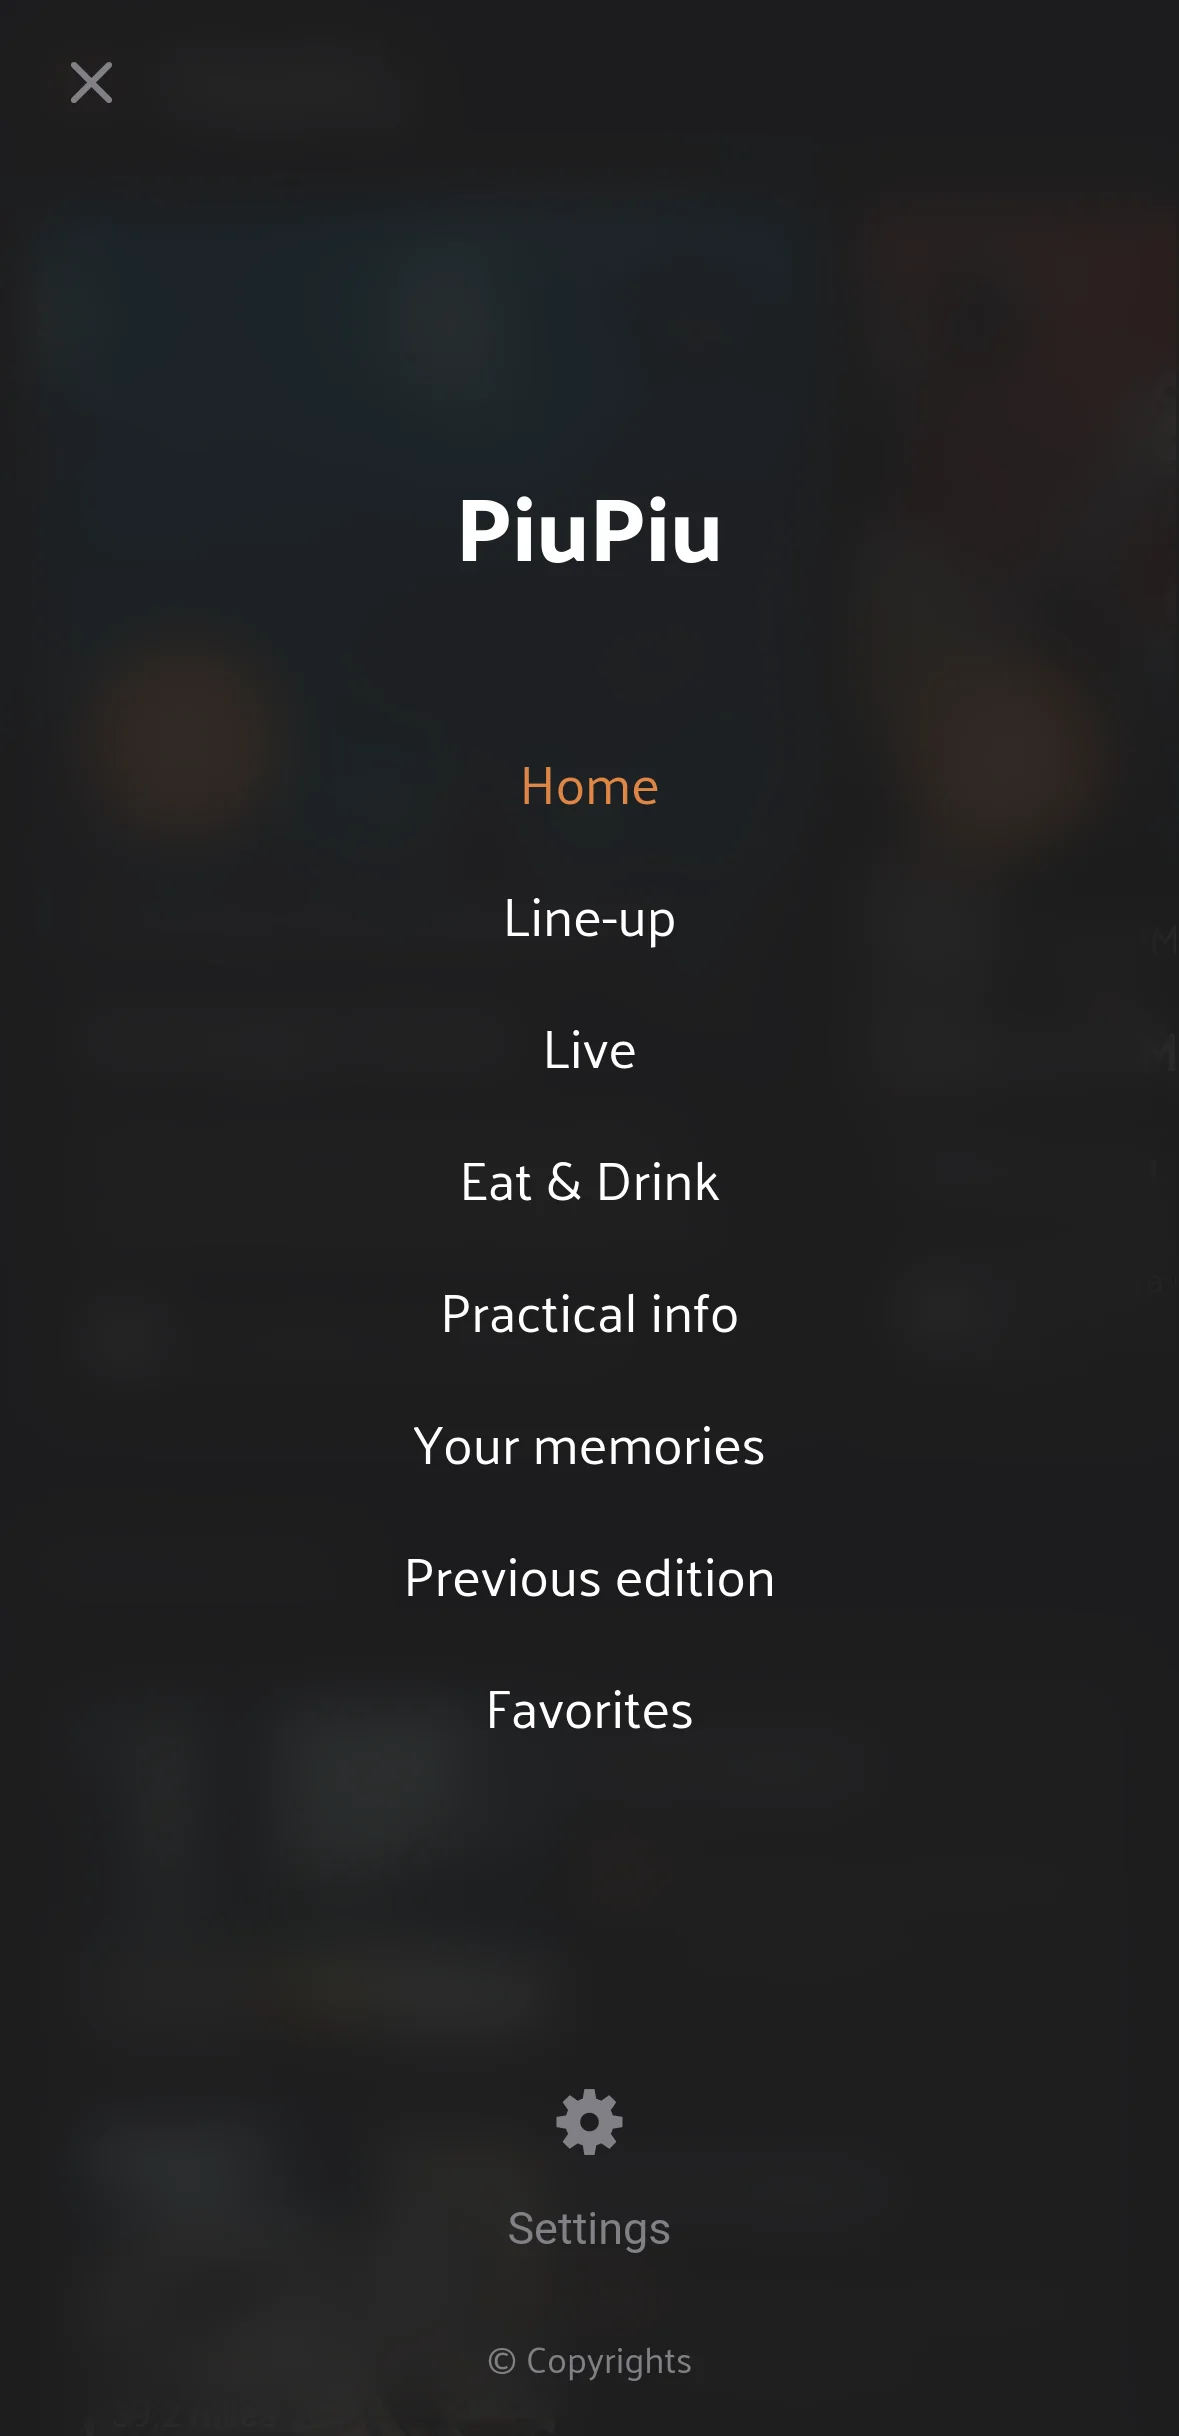 PiuPiu
Home
Line-up
Live
Eat & Drink
Practical info
Your memories
Previous edition
Favorites
Settings
© Copyrights